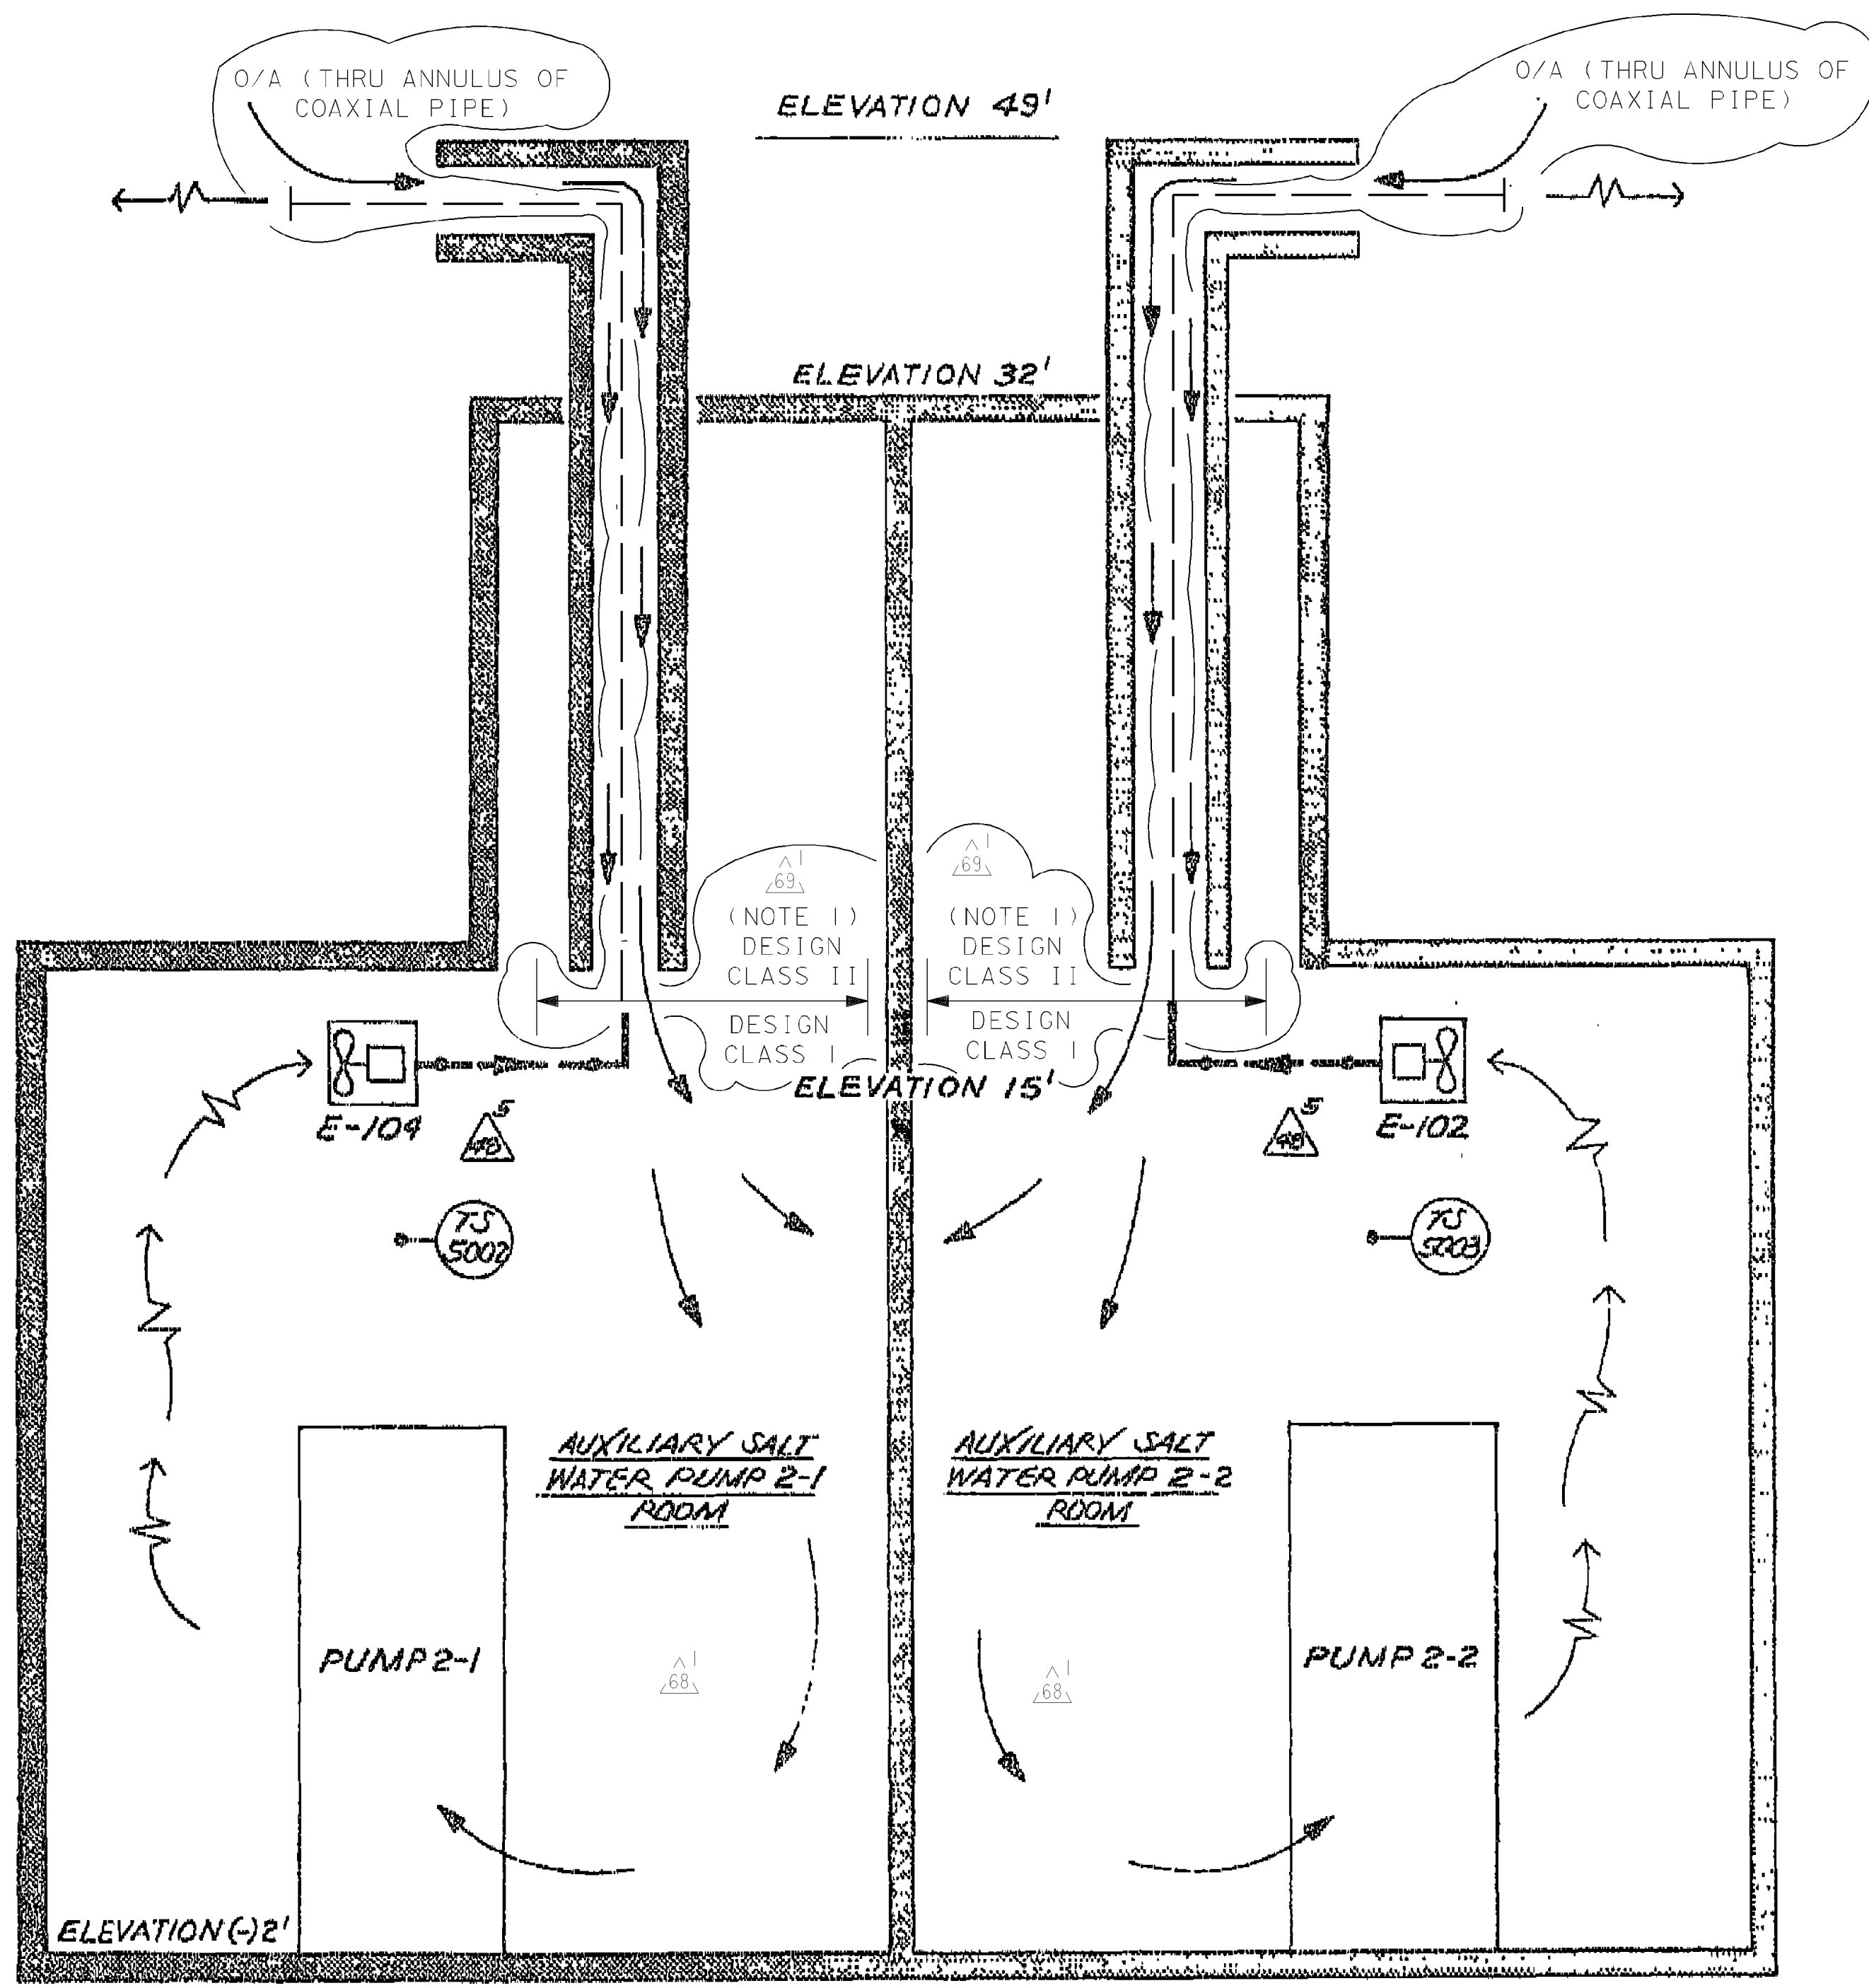 O/A (THRU ANNULUS OF
COAXIAL PIPE)
ELEVATION 49'
O/A (THRU ANNULUS OF
COAXIAL PIPE)
ELEVATION 32'
69 1
(NOTE 1)
DESIGN
CLASS II
DESIGN
CLASS I
69 1
(NOTE 1)
DESIGN
CLASS II
DESIGN
CLASS I
ELEVATION 15'
E-104
48 5
TS
5002
48 5
E-102
TS
5003
AUXILIARY SALT
WATER PUMP 2-1
ROOM
AUXILIARY SALT
WATER PUMP 2-2
ROOM
PUMP 2-1
68 1
68 1
PUMP 2-2
ELEVATION (-)2'